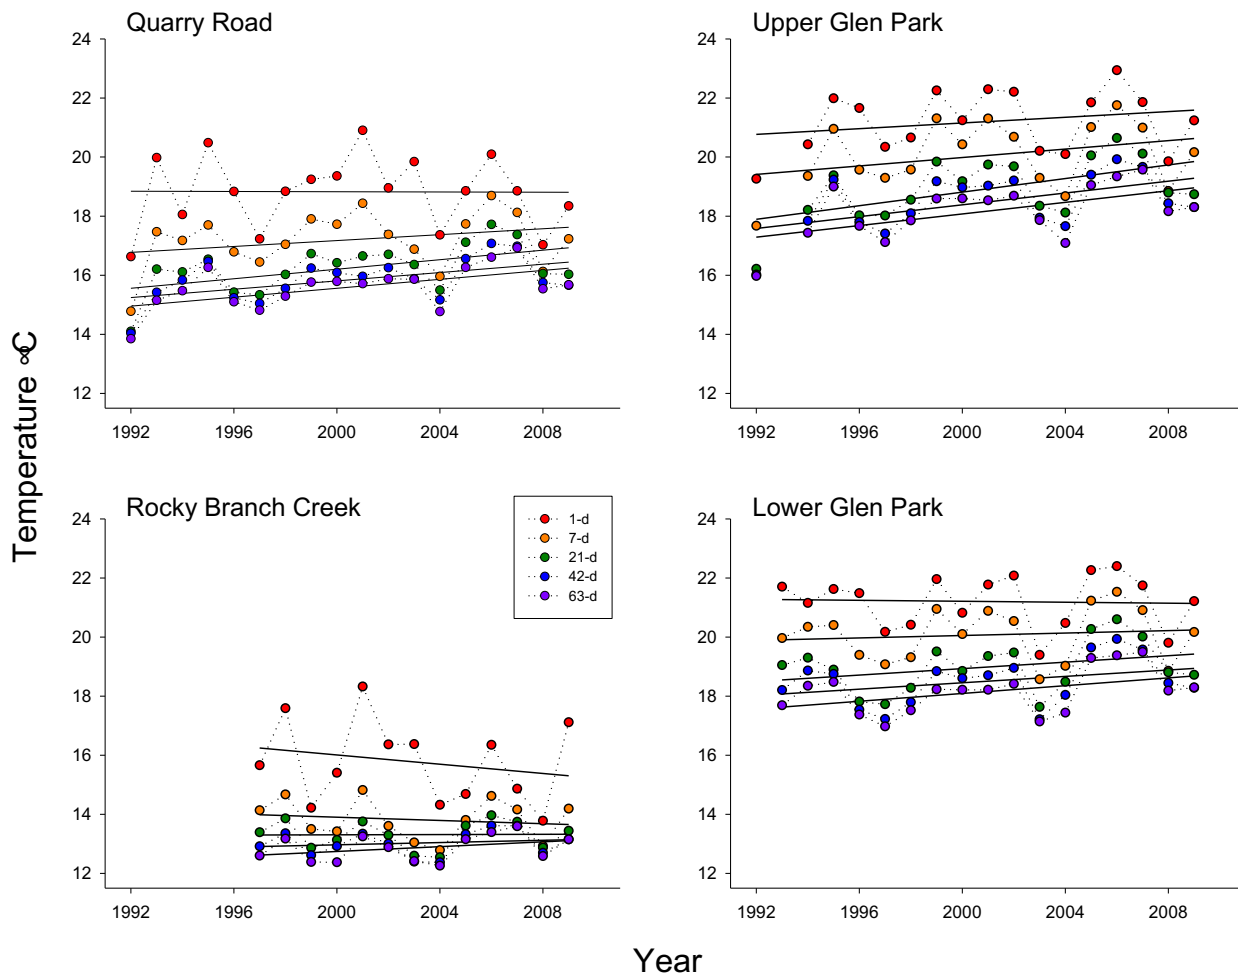 Quarry Road
Upper Glen Park
24
22
20
18
16
14
12
1992 1996 2000 2004 2008
24
22
20
18
16
14
12
1992 1996 2000 2004 2008
Temperature °C
Rocky Branch Creek
Lower Glen Park
24
22
20
18
16
14
12
1992 1996 2000 2004 2008
1-d
7-d
21-d
42-d
63-d
24
22
20
18
16
14
12
1992 1996 2000 2004 2008
Year